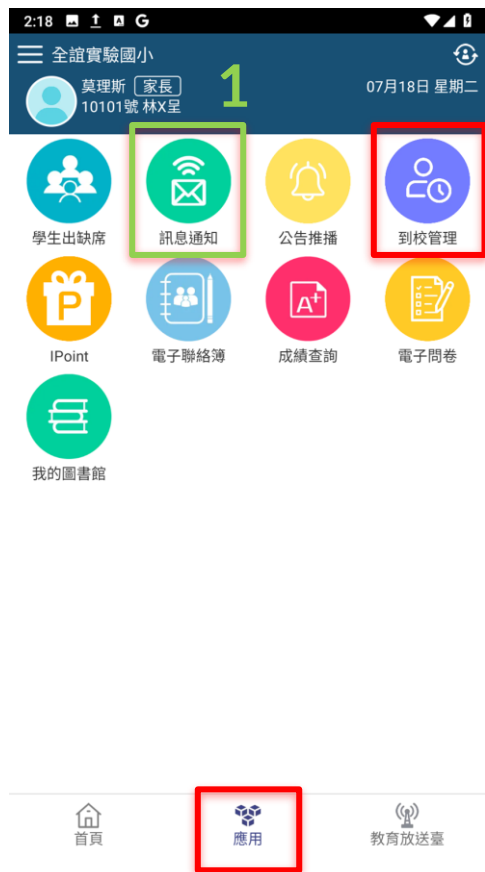 2:18 A G
全誼實驗國小
莫理斯 家長
1
07月18日 星期二
10101號 林X呈
學生出缺席 訊息通知 公告推播 到校管理
P A+
IPoint 電子聯絡簿 成績查詢 電子問卷
我的圖書館
首頁 應用 教育放送臺